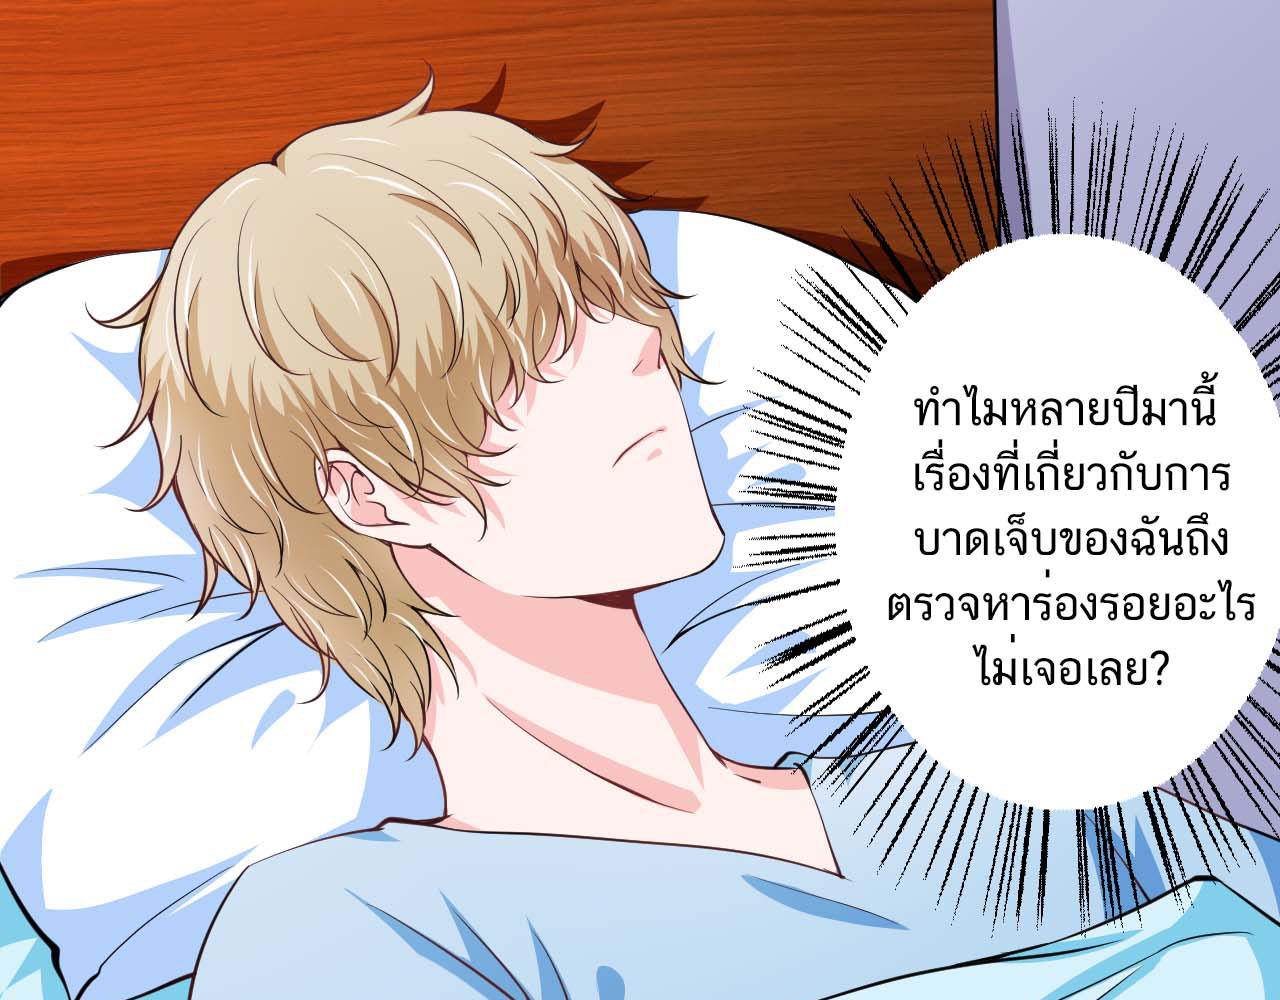 ทำไมหลายปีมานี้
เรื่องที่เกี่ยวกับการ
บาดเจ็บของฉันถึง
ตรวจหาร่องรอยอะไร
ไม่เจอเลย?